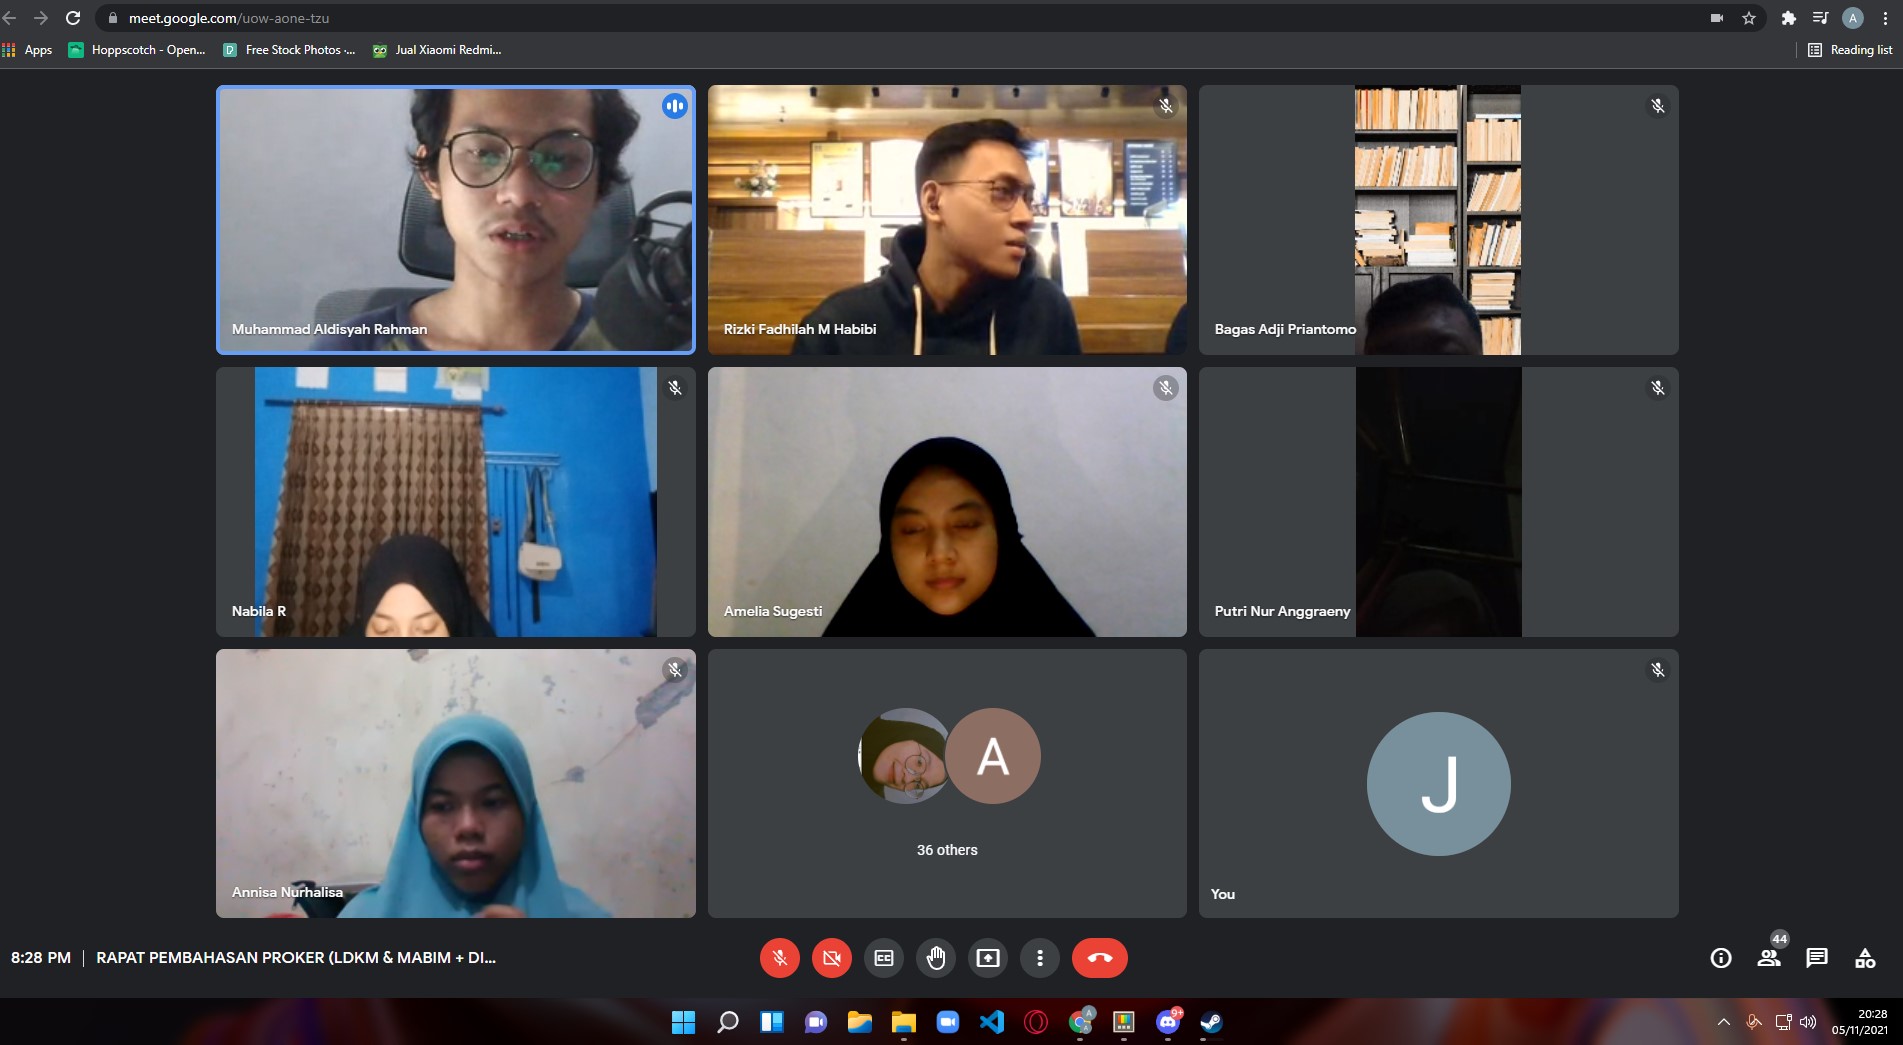 meet.google.com/uow-aone-tzu
A
Apps
Hoppscotch - Open...
Free Stock Photos ·...
Jual Xiaomi Redmi...
Reading list
Muhammad Aldisyah Rahman
Rizki Fadhilah M Habibi
Bagas Adji Priantomo
Nabila R
Amelia Sugesti
Putri Nur Anggraeny
Annisa Nurhalisa
A
36 others
J
You
8:28 PM | RAPAT PEMBAHASAN PROKER (LDKM & MABIM + DI...
CC
44
A
A
9+
20:28
05/11/2021